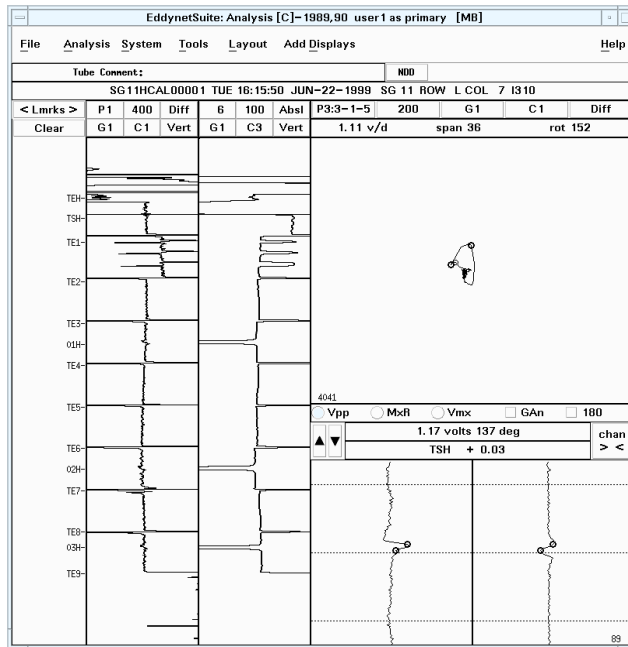 EddynetSuite: Analysis [C]-1989,90 user1 as primary [MB]
File Analysis System Tools Layout Add Displays Help
Tube Comment: NDD
SG11HCAL00001 TUE 16:15:50 JUN-22-1999 SG 11 ROW L COL 7 I310
< Lmrks > P1 400 Diff 6 100 Absl P3:3-1-5 200 G1 C1 Diff
Clear G1 C1 Vert G1 C3 Vert 1.11 v/d span 36 rot 152
TEH
TSH
TE1
TE2
TE3
01H
TE4
TE5
TE6
02H
TE7
TE8
03H
TE9
4041
Vpp MxR Vmx GAn 180
1.17 volts 137 deg
TSH + 0.03
chan
> <
89